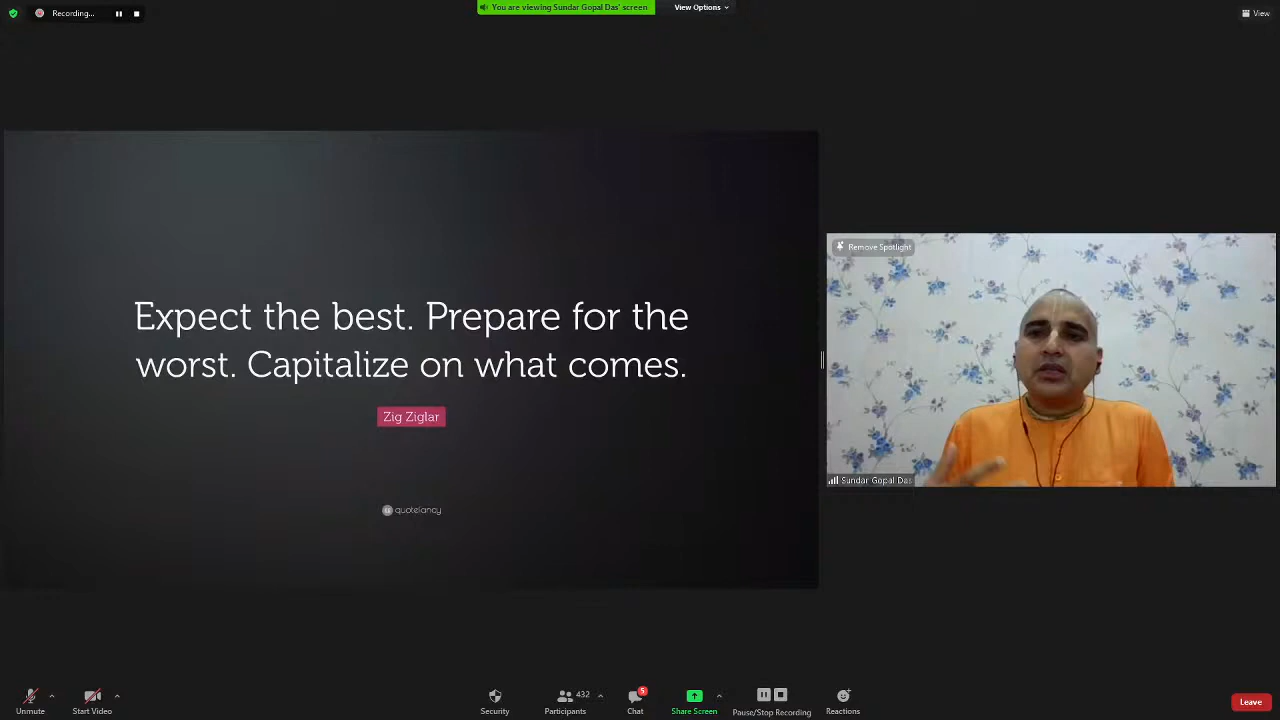 Recording...
You are viewing Sundar Gopal Das' screen
View Options
View
Remove Spotlight
Expect the best. Prepare for the
worst. Capitalize on what comes.
Zig Ziglar
quotefancy
Sundar Gopal Das
Unmute
Start Video
Security
432
Participants
5
Chat
Share Screen
Pause/Stop Recording
Reactions
Leave